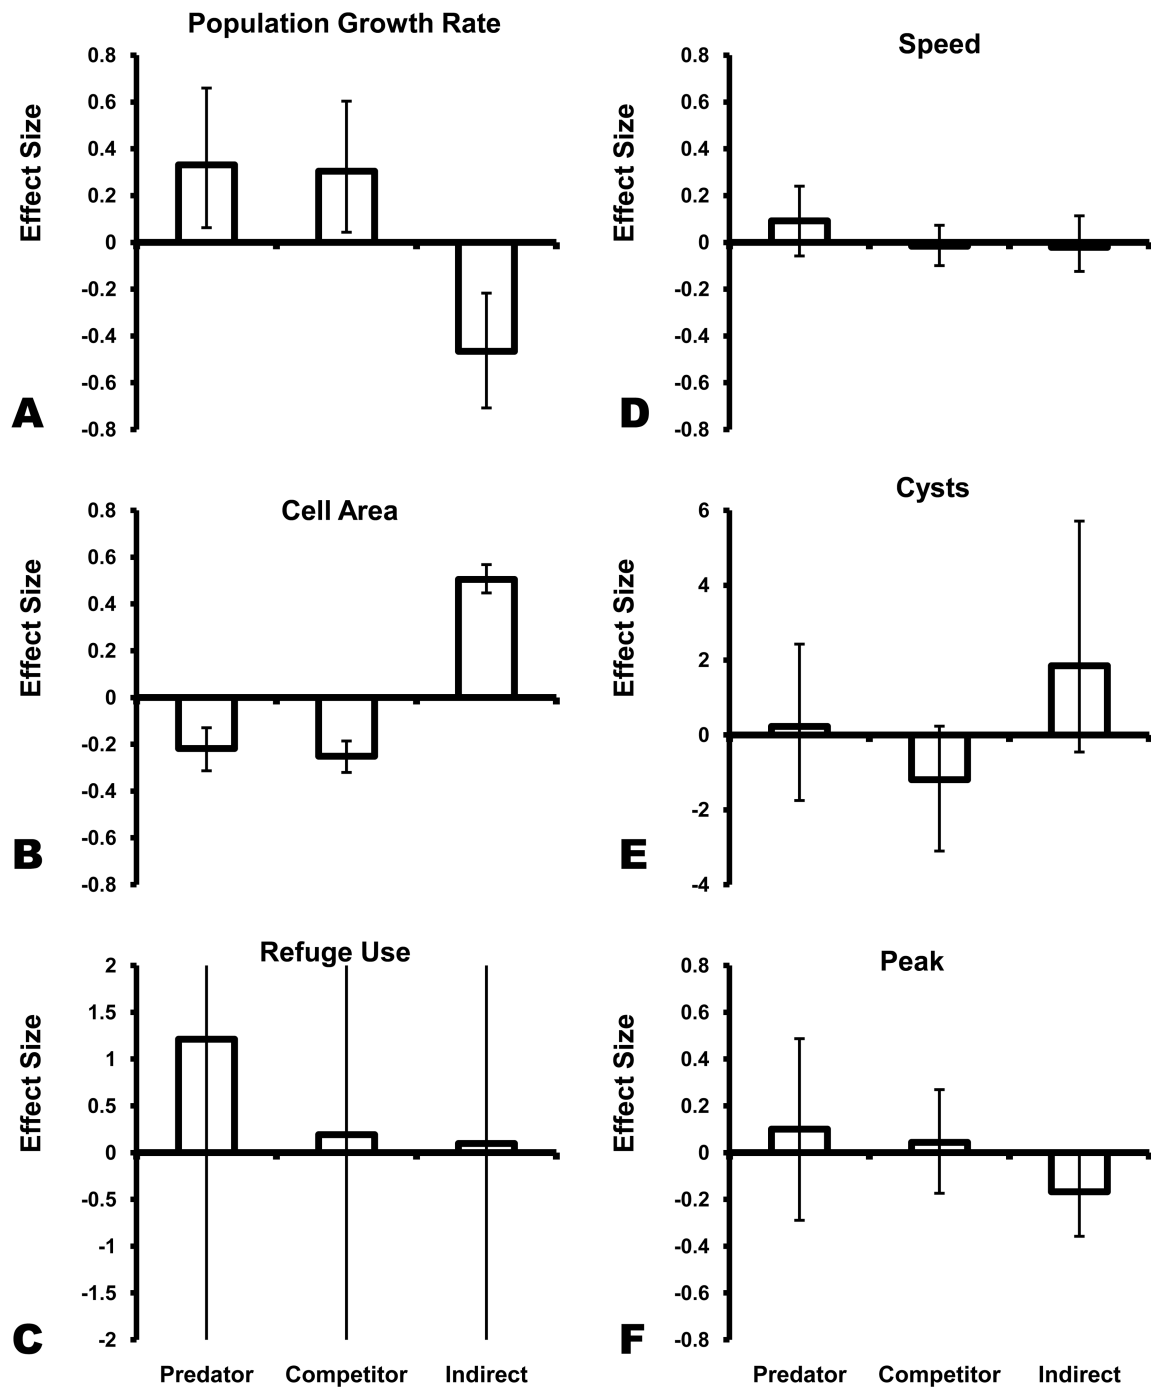 Population Growth Rate
Effect Size
0.8
0.6
0.4
0.2
0
-0.2
-0.4
-0.6
-0.8
A
Speed
Effect Size
0.8
0.6
0.4
0.2
0
-0.2
-0.4
-0.6
-0.8
D
Cell Area
Effect Size
0.8
0.6
0.4
0.2
0
-0.2
-0.4
-0.6
-0.8
B
Cysts
Effect Size
6
4
2
0
-2
-4
E
Refuge Use
Effect Size
2
1.5
1
0.5
0
-0.5
-1
-1.5
-2
C
Predator Competitor Indirect
Peak
Effect Size
0.8
0.6
0.4
0.2
0
-0.2
-0.4
-0.6
-0.8
F
Predator Competitor Indirect